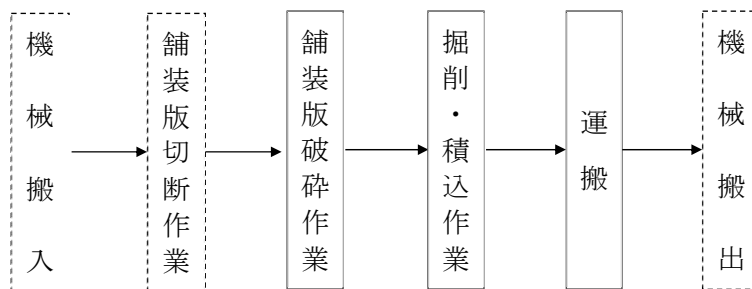 機械搬入
舗装版切断作業
舗装版破砕作業
掘削・積込作業
運搬
機械搬出